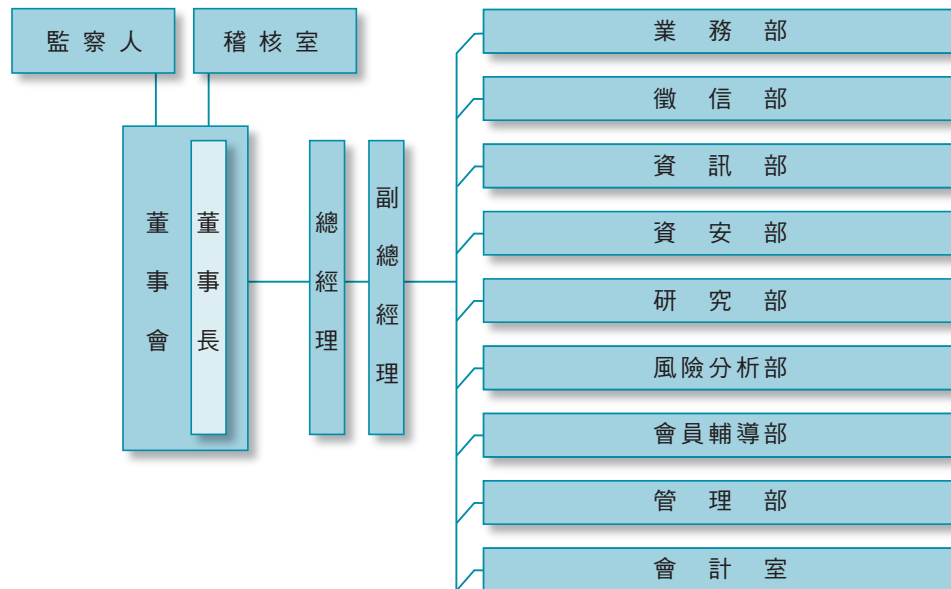 監察人
稽核室
董事會
董事長
總經理
副總經理
業務部
徵信部
資訊部
資安部
研究部
風險分析部
會員輔導部
管理部
會計室